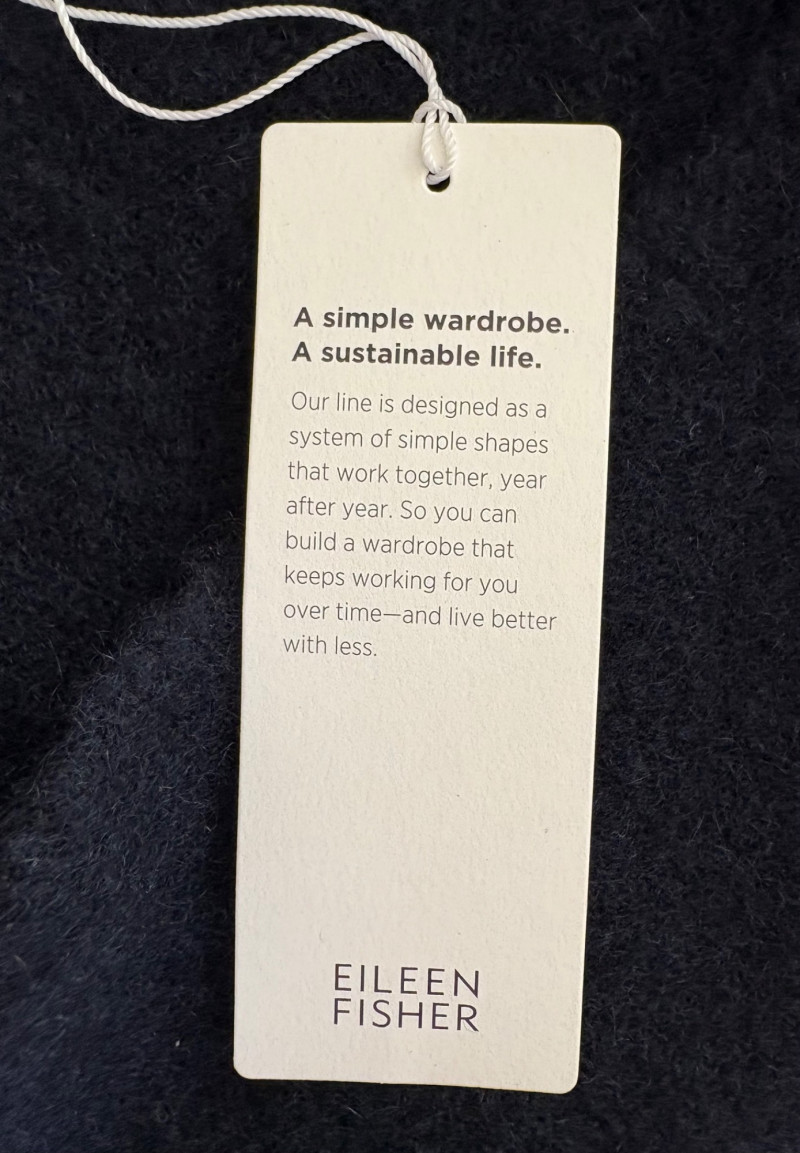 A simple wardrobe.
A sustainable life.
Our line is designed as a
system of simple shapes
that work together, year
after year. So you can
build a wardrobe that
keeps working for you
over time—and live better
with less.
EILEEN
FISHER